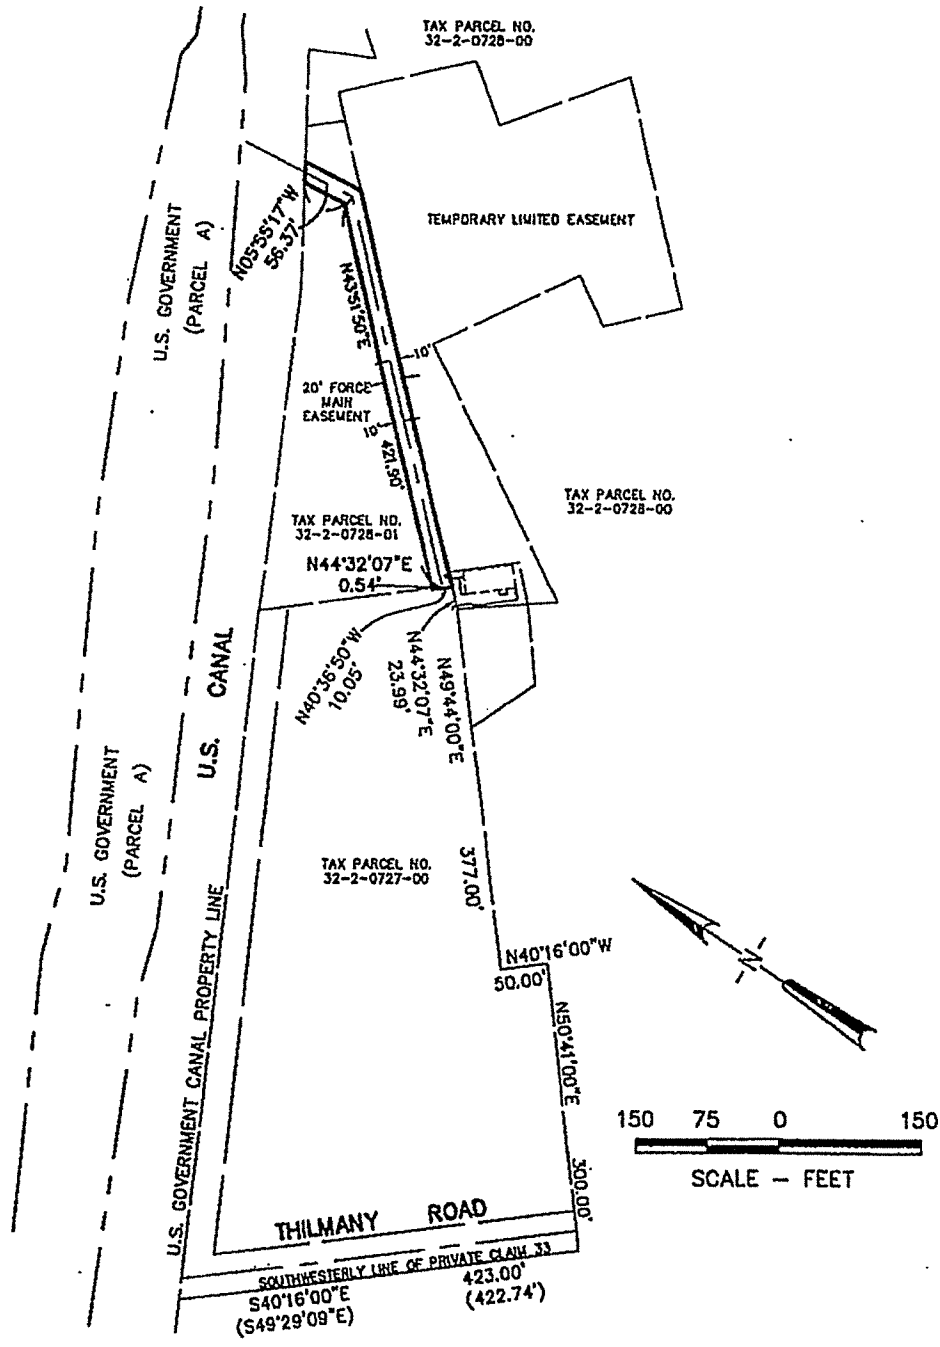 TAX PARCEL NO.
32-2-0728-00
TEMPORARY LIMITED EASEMENT
U.S. GOVERNMENT
(PARCEL A)
N05°55'17"W
56.37'
N43°51'50"E
421.90'
10'
20' FORCE
MAIN
EASEMENT
10'
TAX PARCEL NO.
32-2-0728-00
TAX PARCEL NO.
32-2-0728-01
N44°32'07"E
0.54'
N40°36'50"W
10.05'
N44°32'07"E
23.99'
N49°44'00"E
377.00'
U.S. CANAL
U.S. GOVERNMENT
(PARCEL A)
TAX PARCEL NO.
32-2-0727-00
U.S. GOVERNMENT CANAL PROPERTY LINE
N40°16'00"W
50.00'
N50°41'00"E
300.00'
N
150 75 0 150
SCALE - FEET
THILMANY ROAD
SOUTHWESTERLY LINE OF PRIVATE CLAIM 33
S40°16'00"E
(S49°29'09"E)
423.00'
(422.74')